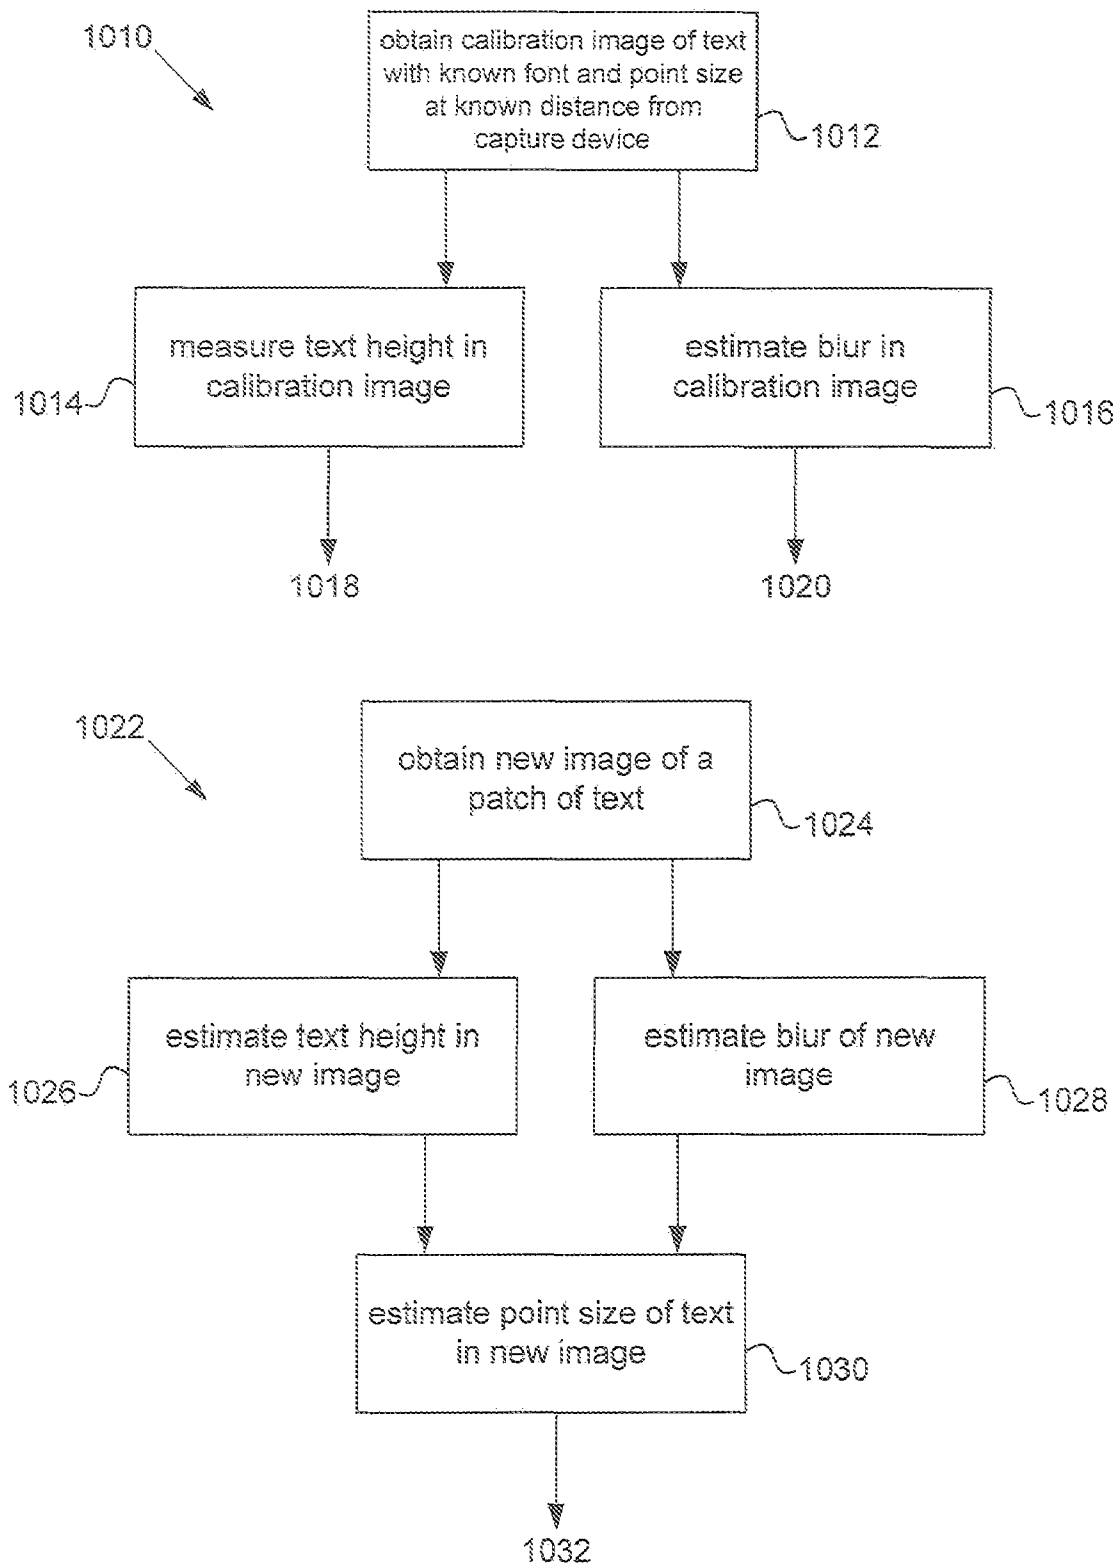 1010
obtain calibration image of text
with known font and point size
at known distance from
capture device
1012
measure text height in
calibration image
1014
estimate blur in
calibration image
1016
1018
1020
1022
obtain new image of a
patch of text
1024
estimate text height in
new image
1026
estimate blur of new
image
1028
estimate point size of text
in new image
1030
1032